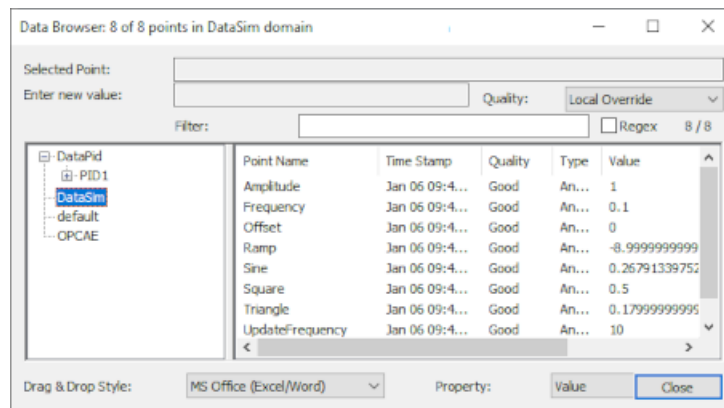 Data Browser: 8 of 8 points in DataSim domain
Selected Point:
Enter new value: Quality: Local Override
Filter: Regex 8 / 8
DataPid
PID1
DataSim
default
OPCAE
Point Name Time Stamp Quality Type Value
Amplitude Jan 06 09:4... Good An... 1
Frequency Jan 06 09:4... Good An... 0.1
Offset Jan 06 09:4... Good An... 0
Ramp Jan 06 09:4... Good An... -8.9999999999
Sine Jan 06 09:4... Good An... 0.26791339752
Square Jan 06 09:4... Good An... 0.5
Triangle Jan 06 09:4... Good An... 0.17999999999
UpdateFrequency Jan 06 09:4... Good An... 10
Drag & Drop Style: MS Office (Excel/Word) Property: Value Close